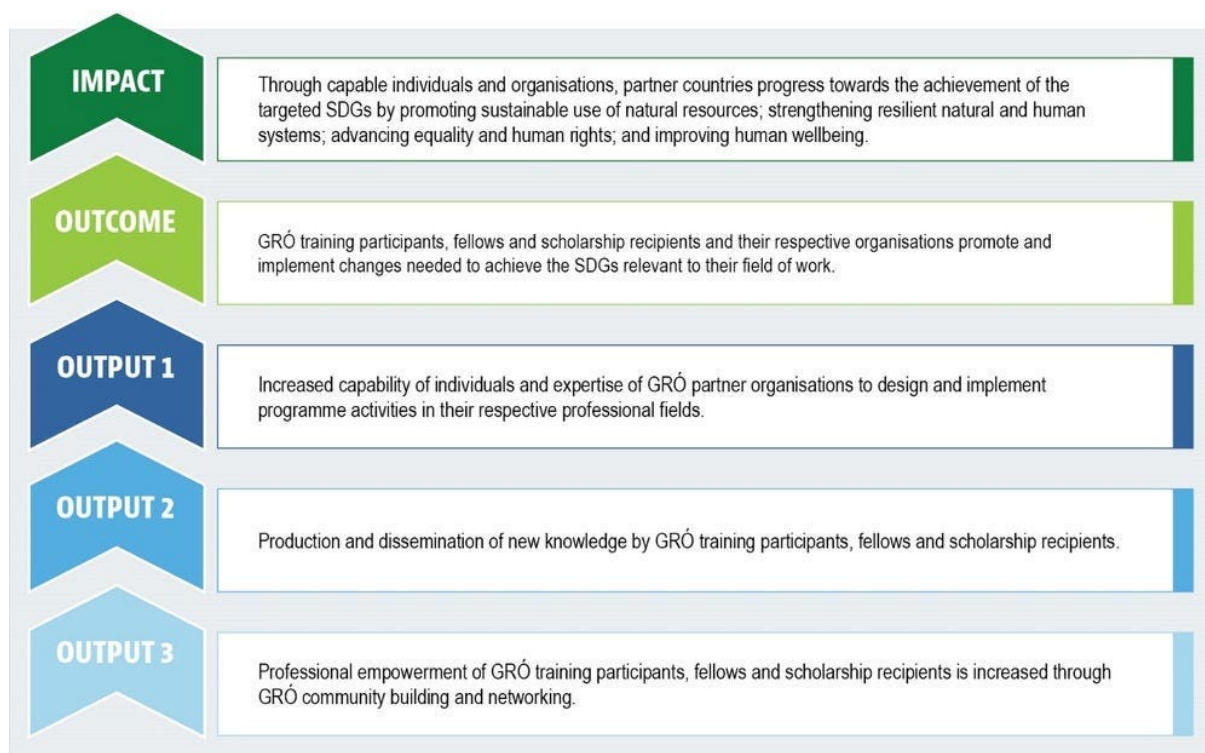 IMPACT
Through capable individuals and organisations, partner countries progress towards the achievement of the
targeted SDGs by promoting sustainable use of natural resources; strengthening resilient natural and human
systems; advancing equality and human rights; and improving human wellbeing.
OUTCOME
GRÓ training participants, fellows and scholarship recipients and their respective organisations promote and
implement changes needed to achieve the SDGs relevant to their field of work.
OUTPUT 1
Increased capability of individuals and expertise of GRÓ partner organisations to design and implement
programme activities in their respective professional fields.
OUTPUT 2
Production and dissemination of new knowledge by GRÓ training participants, fellows and scholarship recipients.
OUTPUT 3
Professional empowerment of GRÓ training participants, fellows and scholarship recipients is increased through
GRÓ community building and networking.